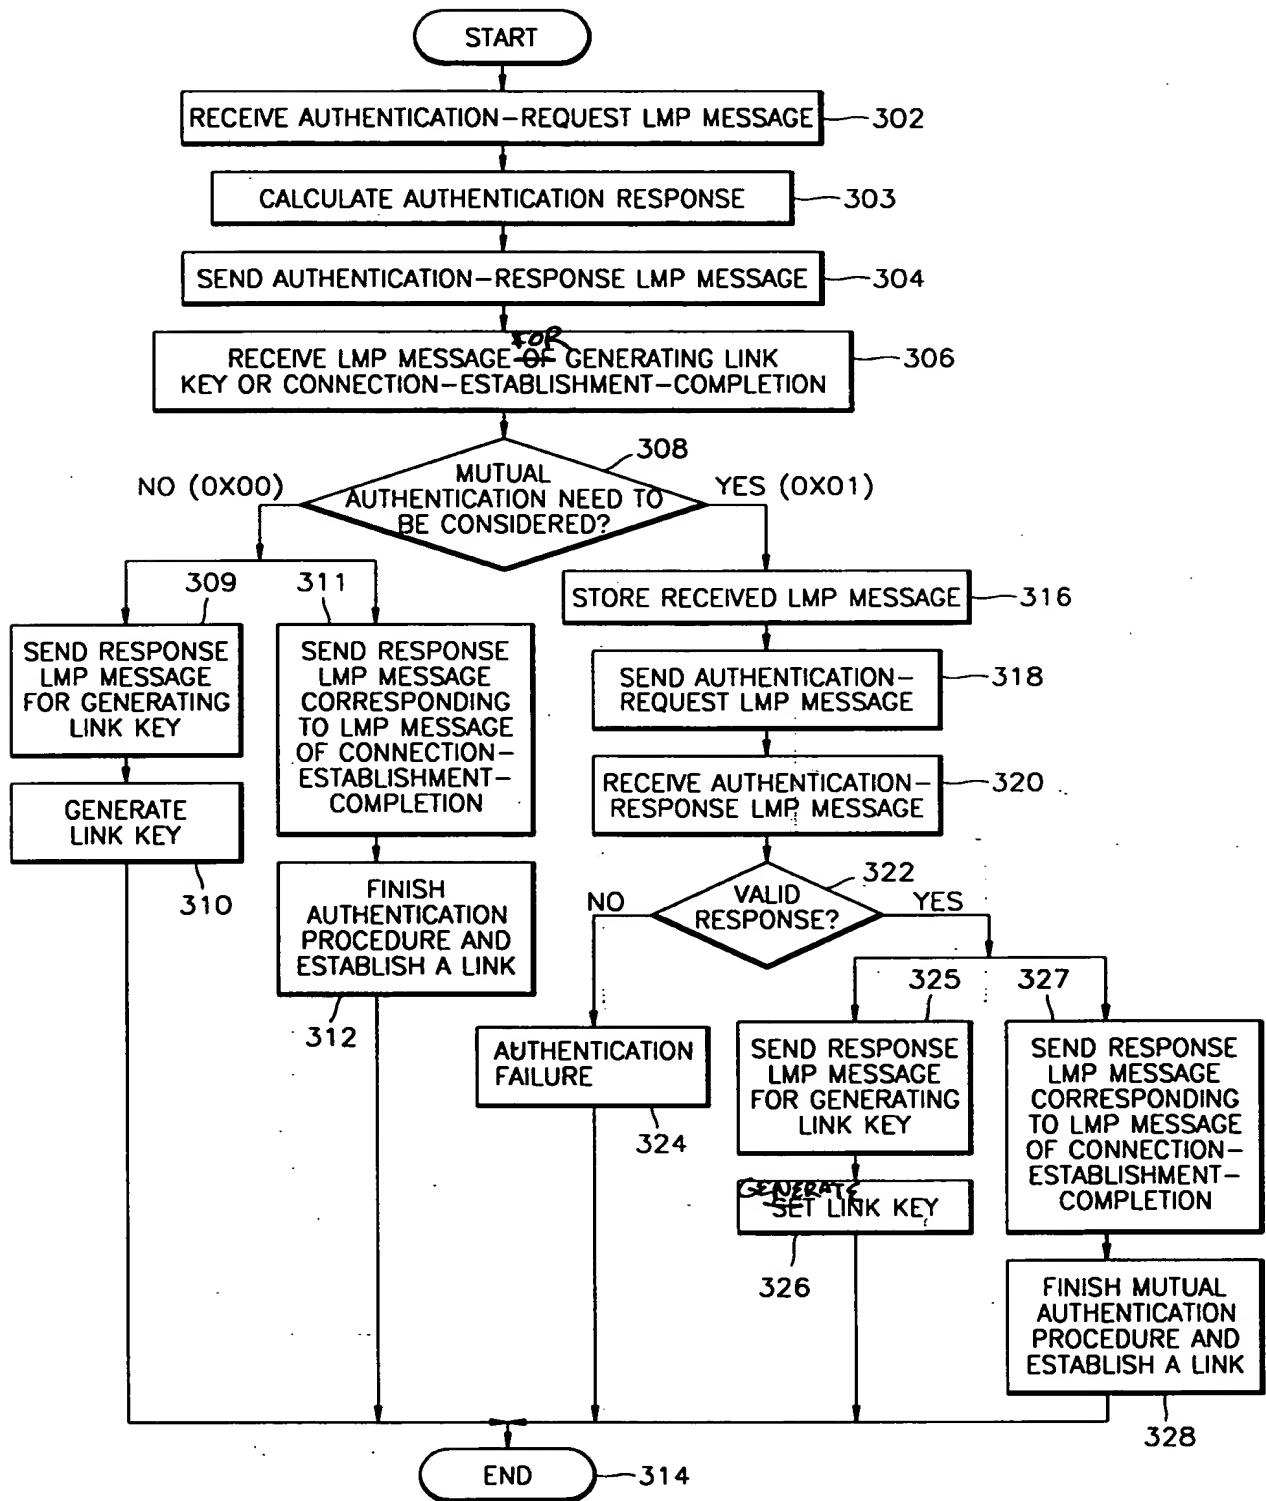 START
RECEIVE AUTHENTICATION-REQUEST LMP MESSAGE
302
CALCULATE AUTHENTICATION RESPONSE
303
SEND AUTHENTICATION-RESPONSE LMP MESSAGE
304
FOR
RECEIVE LMP MESSAGE OF GENERATING LINK
KEY OR CONNECTION-ESTABLISHMENT-COMPLETION
306
308
MUTUAL
AUTHENTICATION NEED TO
BE CONSIDERED?
NO (0X00)
YES (0X01)
309
SEND RESPONSE
LMP MESSAGE
FOR GENERATING
LINK KEY
GENERATE
LINK KEY
310
311
SEND RESPONSE
LMP MESSAGE
CORRESPONDING
TO LMP MESSAGE
OF CONNECTION-
ESTABLISHMENT-
COMPLETION
FINISH
AUTHENTICATION
PROCEDURE AND
ESTABLISH A LINK
312
STORE RECEIVED LMP MESSAGE
316
SEND AUTHENTICATION-
REQUEST LMP MESSAGE
318
RECEIVE AUTHENTICATION-
RESPONSE LMP MESSAGE
320
322
VALID
RESPONSE?
NO
YES
AUTHENTICATION
FAILURE
324
325
SEND RESPONSE
LMP MESSAGE
FOR GENERATING
LINK KEY
GENERATE
SET LINK KEY
326
327
SEND RESPONSE
LMP MESSAGE
CORRESPONDING
TO LMP MESSAGE
OF CONNECTION-
ESTABLISHMENT-
COMPLETION
FINISH MUTUAL
AUTHENTICATION
PROCEDURE AND
ESTABLISH A LINK
328
END
314